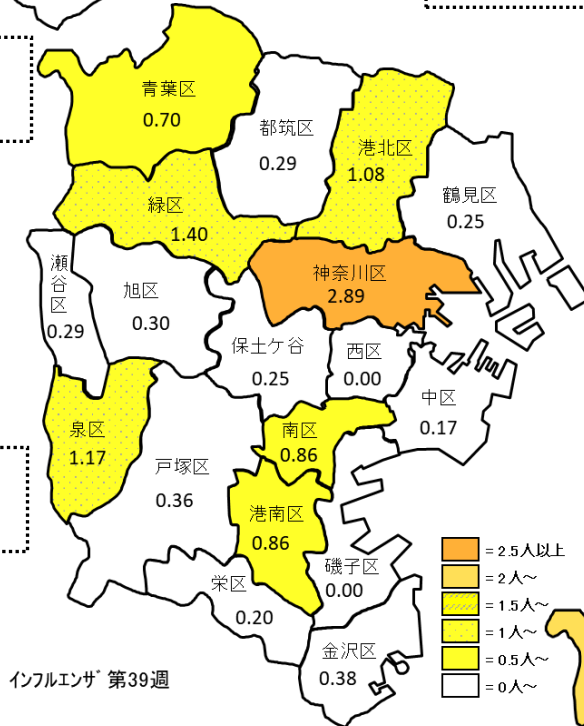 青葉区
0.70
都筑区
0.29
港北区
1.08
鶴見区
0.25
緑区
1.40
瀬谷区
0.29
旭区
0.30
神奈川区
2.89
保土ケ谷
0.25
西区
0.00
中区
0.17
泉区
1.17
戸塚区
0.36
南区
0.86
港南区
0.86
磯子区
0.00
栄区
0.20
金沢区
0.38
= 2.5人以上
= 2人~
= 1.5人~
= 1人~
= 0.5人~
= 0人~
インフルエンザ 第39週